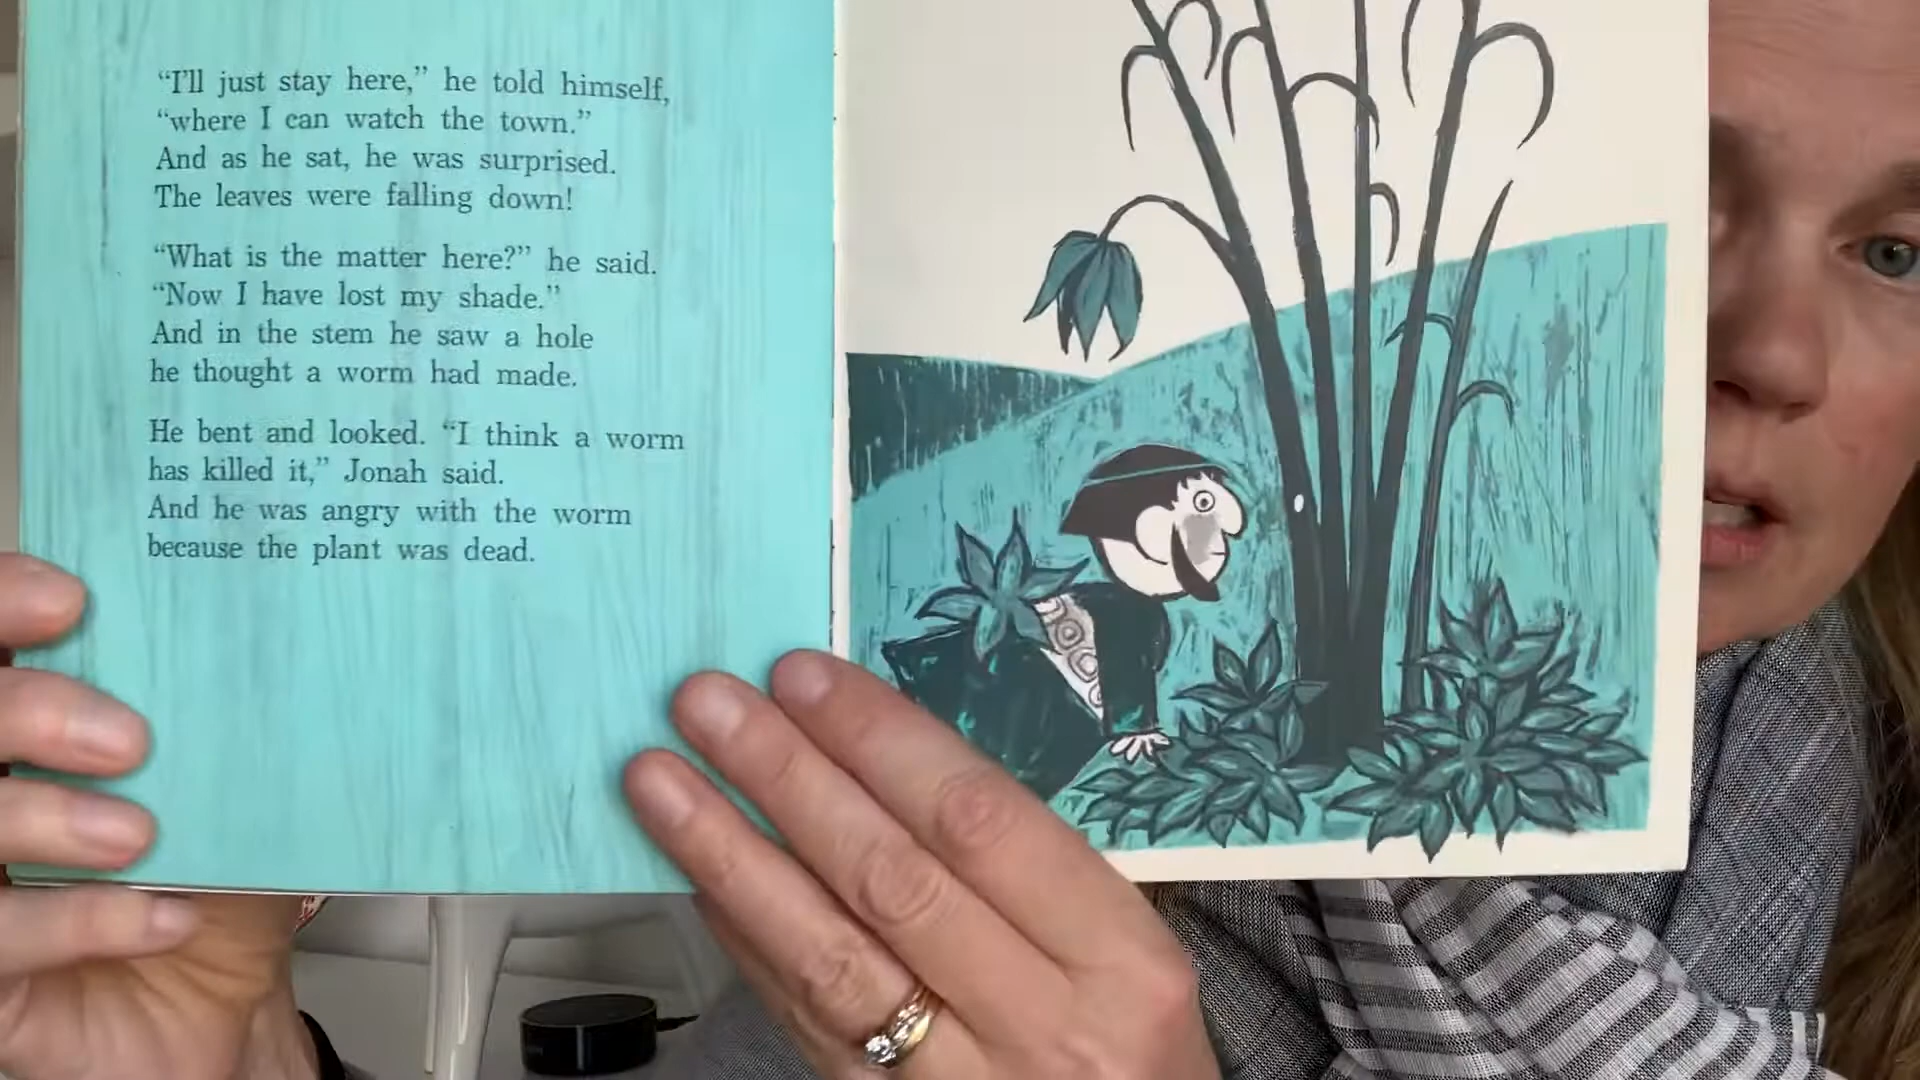 “I’ll just stay here,” he told himself,
“where I can watch the town.”
And as he sat, he was surprised.
The leaves were falling down!
“What is the matter here?” he said.
“Now I have lost my shade.”
And in the stem he saw a hole
he thought a worm had made.
He bent and looked. “I think a worm
has killed it,” Jonah said.
And he was angry with the worm
because the plant was dead.